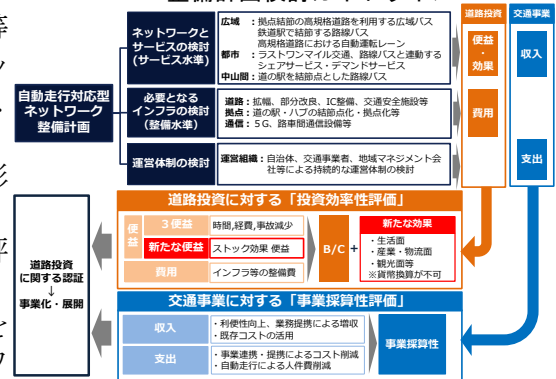 道路投資 交通事業
自動走行対応型
ネットワーク
整備計画
ネットワークと
サービスの検討
(サービス水準)
広域 ：拠点結節の高規格道路を利用する広域バス
鉄道駅で結節する路線バス
高規格道路における自動運転レーン
都市 ：ラストワンマイル交通、路線バスと連動する
シェアサービス・デマンドサービス
中山間：道の駅を結節点とした路線バス
便益
・
効果
収入
必要となる
インフラの検討
(整備水準)
道路：拡幅、部分改良、IC整備、交通安全施設等
拠点：道の駅・ハブの結節点化・拠点化等
通信：５G、路車間通信設備等
費用
運営体制の検討
運営組織：自治体、交通事業者、地域マネジメント会
社等による持続的な運営体制の検討
支出
道路投資に対する「投資効率性評価」
便益
３便益
時間,経費,事故減少
新たな便益
ストック効果 便益
費用
インフラ等の整備費
B/C
+
新たな効果
・生活面
・産業・物流面
・観光面等
※貨幣換算が不可
道路投資
に関する認証
↓
事業化・展開
交通事業に対する「事業採算性評価」
収入
・利便性向上、業務提携による増収
・既存コストの活用
支出
・事業連携・提携によるコスト削減
・自動走行による人件費削減
事業採算性